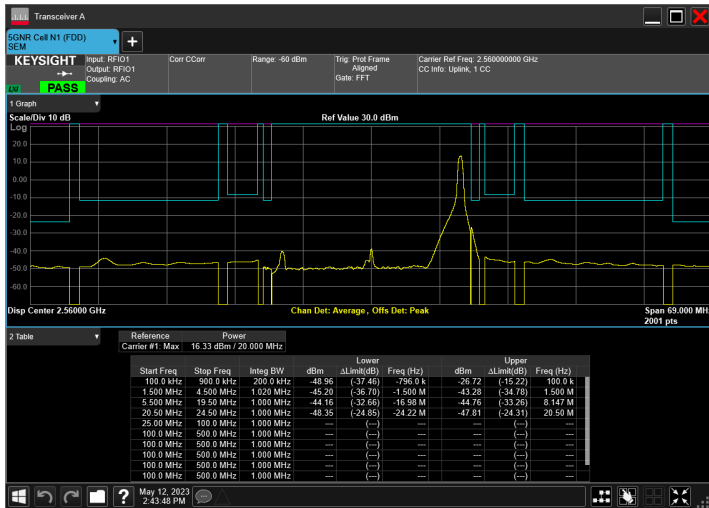 Transceiver A
5GNR Cell N1 (FDD)
SEM
KEYSIGHT
LXI
PASS
Input: RFIO1
Output: RFIO1
Coupling: AC
Corr CCorr
Range: -60 dBm
Trig: Prot Frame
Aligned
Gate: FFT
Carrier Ref Freq: 2.560000000 GHz
CC Info: Uplink, 1 CC
1 Graph
Scale/Div 10 dB Ref Value 30.0 dBm
Log
20.0
10.0
0.00
-10.0
-20.0
-30.0
-40.0
-50.0
-60.0
Disp Center 2.56000 GHz Chan Det: Average, Offs Det: Peak Span 69.000 MHz
2001 pts
2 Table
Reference Power
Carrier #1: Max 16.33 dBm / 20.000 MHz
Lower Upper
Start Freq Stop Freq Integ BW dBm ΔLimit(dB) Freq (Hz) dBm ΔLimit(dB) Freq (Hz)
100.0 kHz 900.0 kHz 200.0 kHz -48.96 (-37.46) -796.0 k -26.72 (-15.22) 100.0 k
1.500 MHz 4.500 MHz 1.020 MHz -45.20 (-36.70) -1.500 M -43.28 (-34.78) 1.500 M
5.500 MHz 19.50 MHz 1.000 MHz -44.16 (-32.66) -16.98 M -44.76 (-33.26) 8.147 M
20.50 MHz 24.50 MHz 1.000 MHz -48.35 (-24.85) -24.22 M -47.81 (-24.31) 20.50 M
25.00 MHz 100.0 MHz 1.000 MHz --- (---) --- --- (---) ---
100.0 MHz 500.0 MHz 1.000 MHz --- (---) --- --- (---) ---
100.0 MHz 500.0 MHz 1.000 MHz --- (---) --- --- (---) ---
100.0 MHz 500.0 MHz 1.000 MHz --- (---) --- --- (---) ---
100.0 MHz 500.0 MHz 1.000 MHz --- (---) --- --- (---) ---
100.0 MHz 500.0 MHz 1.000 MHz --- (---) --- --- (---) ---
May 12, 2023
2:43:48 PM